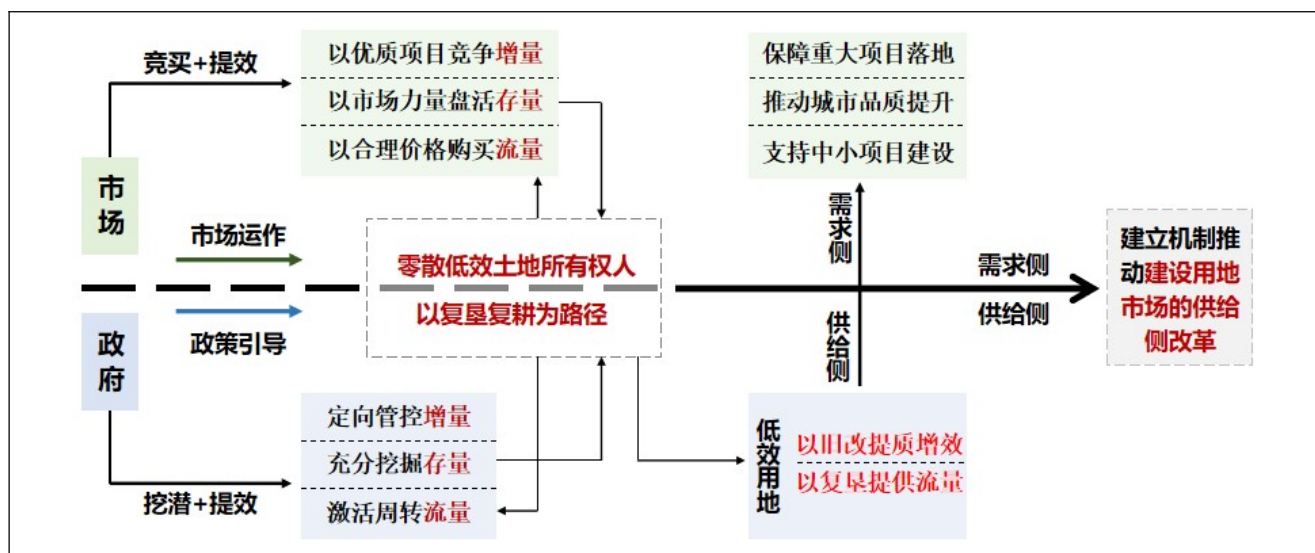 竞买+提效
以优质项目竞争增量
以市场力量盘活存量
以合理价格购买流量
市场
市场运作
政策引导
政府
挖潜+提效
定向管控增量
充分挖掘存量
激活周转流量
零散低效土地所有权人
以复垦复耕为路径
保障重大项目落地
推动城市品质提升
支持中小项目建设
需求侧
供给侧
低效用地
以旧改提质增效
以复垦提供流量
需求侧
供给侧
建立机制推
动建设用地
市场的供给
侧改革